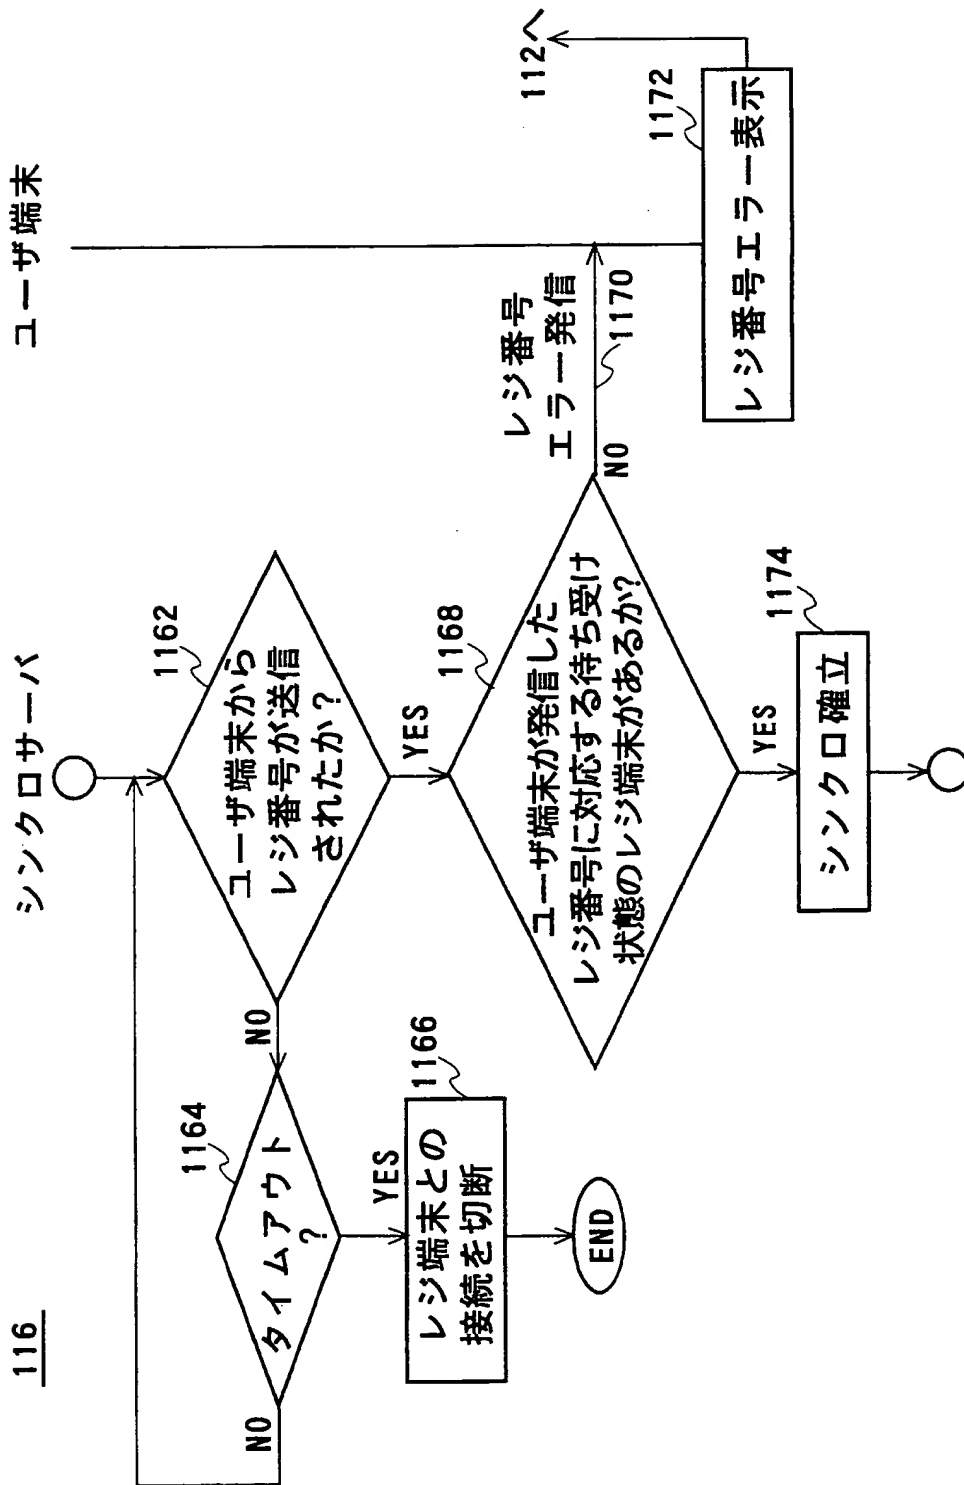 116
シンクロサーバ
ユーザ端末
1162
ユーザ端末から
レジ番号が送信
されたか?
NO
YES
1164
タイムアウト
?
NO
YES
1166
レジ端末との
接続を切断
END
1168
ユーザ端末が発信した
レジ番号に対応する待ち受け
状態のレジ端末があるか?
NO
YES
レジ番号
エラー発信
1170
1172
レジ番号エラー表示
112へ
1174
シンクロ確立